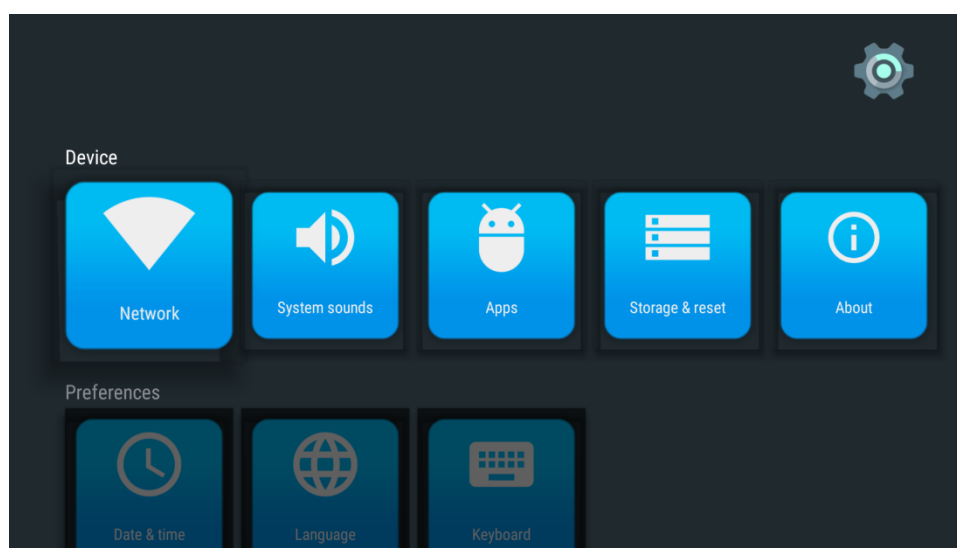 Device
Network
System sounds
Apps
Storage & reset
About
Preferences
Date & time
Language
Keyboard